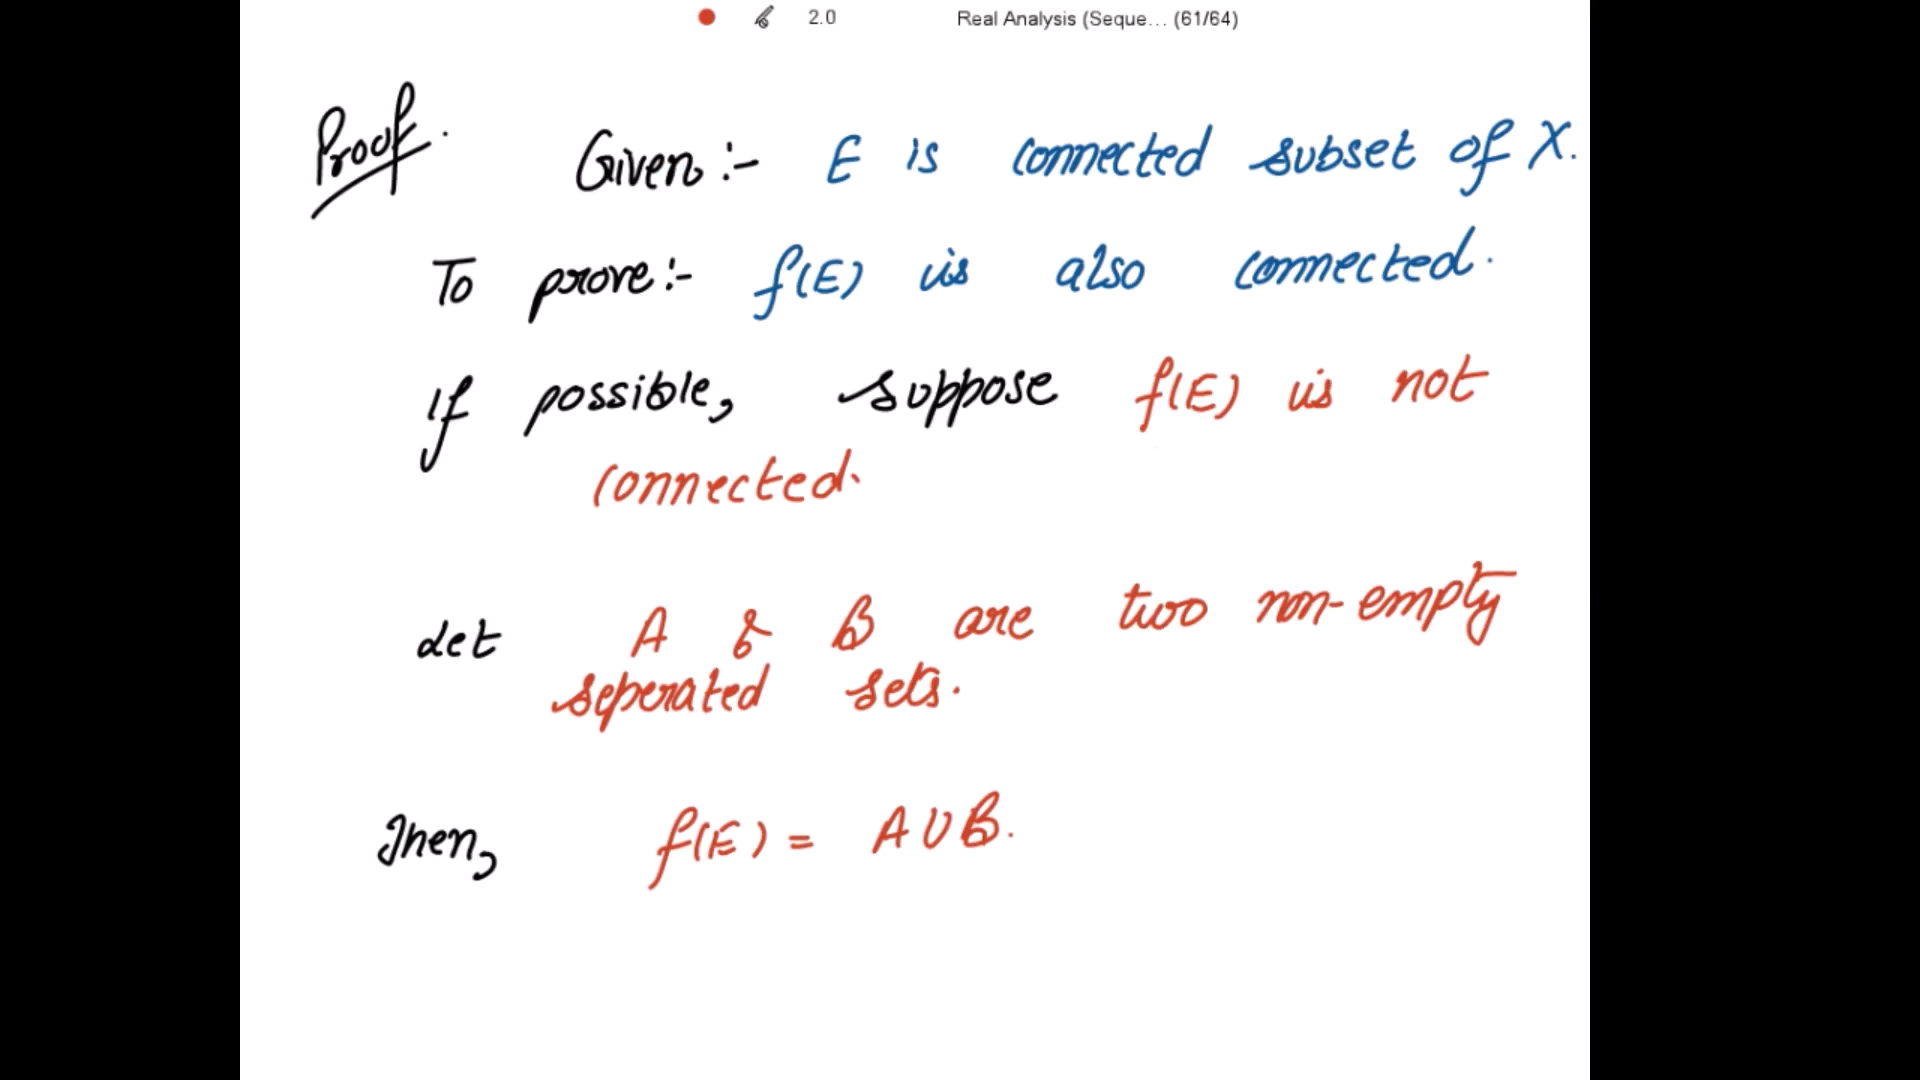 2.0 Real Analysis (Seque... (61/64)
Proof. Given :- E is connected subset of X.
To prove :- f(E) is also connected.
If possible, suppose f(E) is not
connected.
Let A & B are two non-empty
seperated sets.
Then, f(E) = A ∪ B.